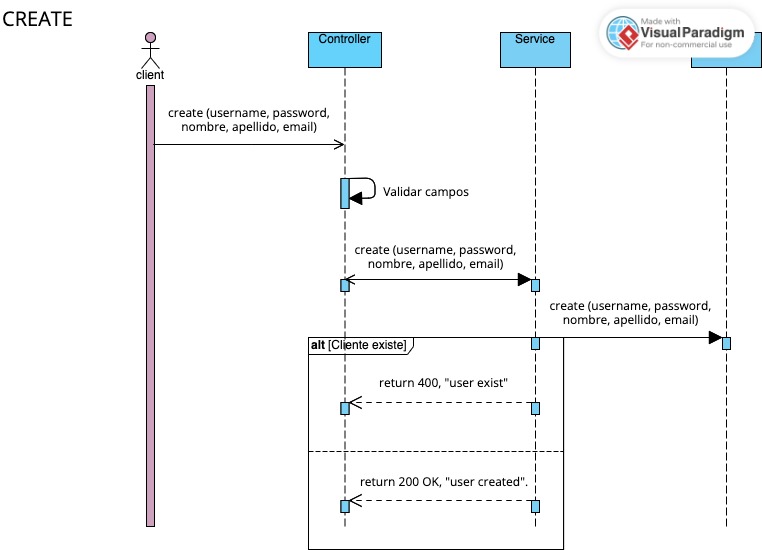 CREATE
Made with
VisualParadigm
For non-commercial use
Controller
Service
client
create (username, password,
nombre, apellido, email)
Validar campos
create (username, password,
nombre, apellido, email)
create (username, password,
nombre, apellido, email)
alt [Cliente existe]
return 400, "user exist"
return 200 OK, "user created".